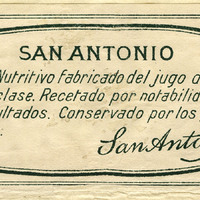 SAN ANTONIO
Nutritivo fabricado del jugo d
clase. Recetado por notabilid
ultados. Conservado por los
San Anto